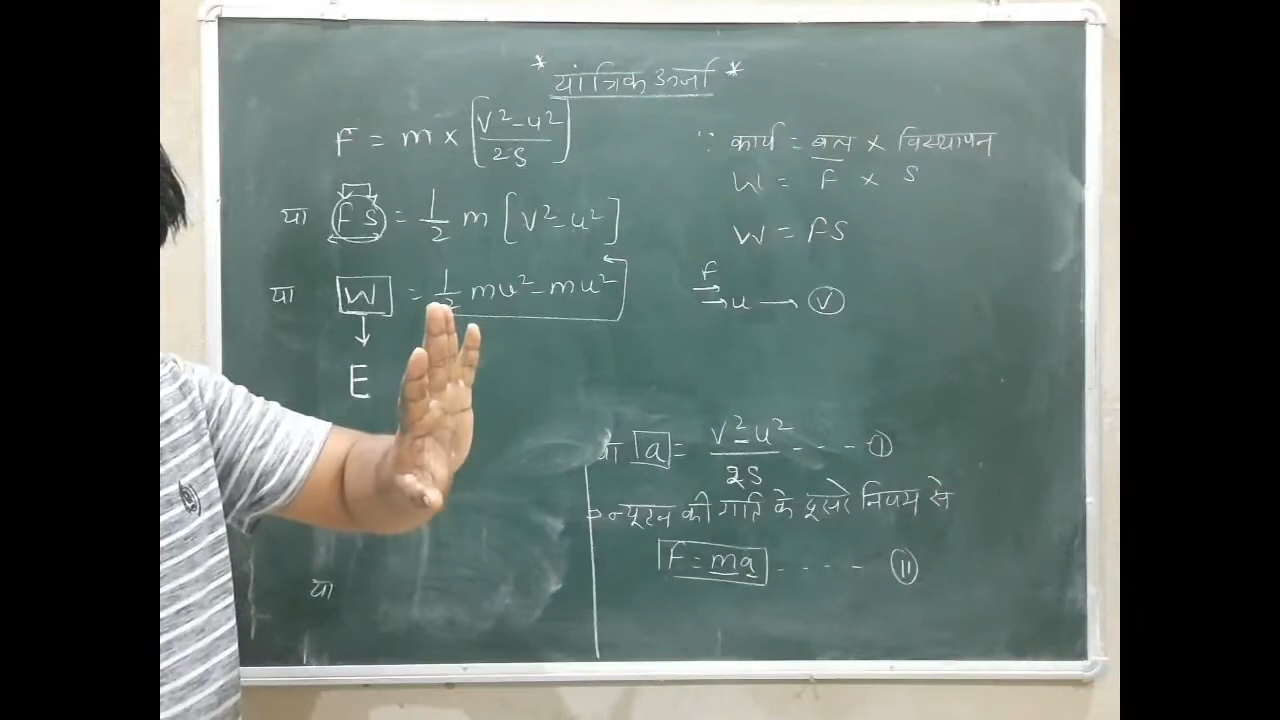 * यांत्रिक ऊर्जा *
F = m × [v²-u²/2s]
या FS = 1/2 m [v²-u²]
या W = 1/2 mu²-mu²
↓
E
या
∵ कार्य = बल × विस्थापन
W = F × S
W = FS
F
→u → v
या a = v²-u²/2s ---- I
न्यूटन की गति के दूसरे नियम से
F = ma ---- II